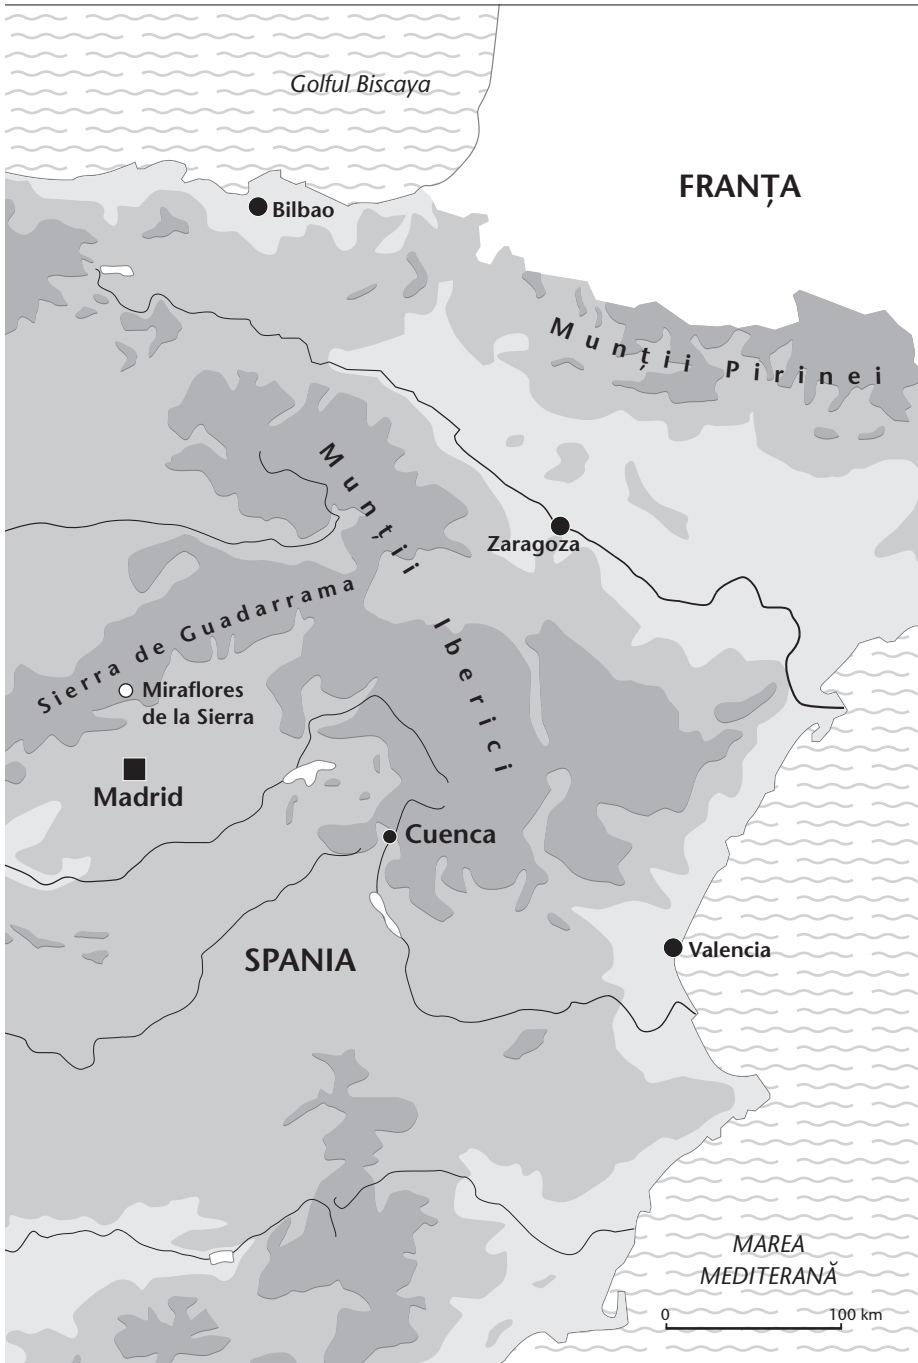 Golful Biscaya
FRANȚA
Bilbao
Munții Pirinei
Munții Iberici
Zaragoza
Sierra de Guadarrama
Miraflores
de la Sierra
Madrid
Cuenca
SPANIA
Valencia
MAREA
MEDITERANĂ
0 100 km